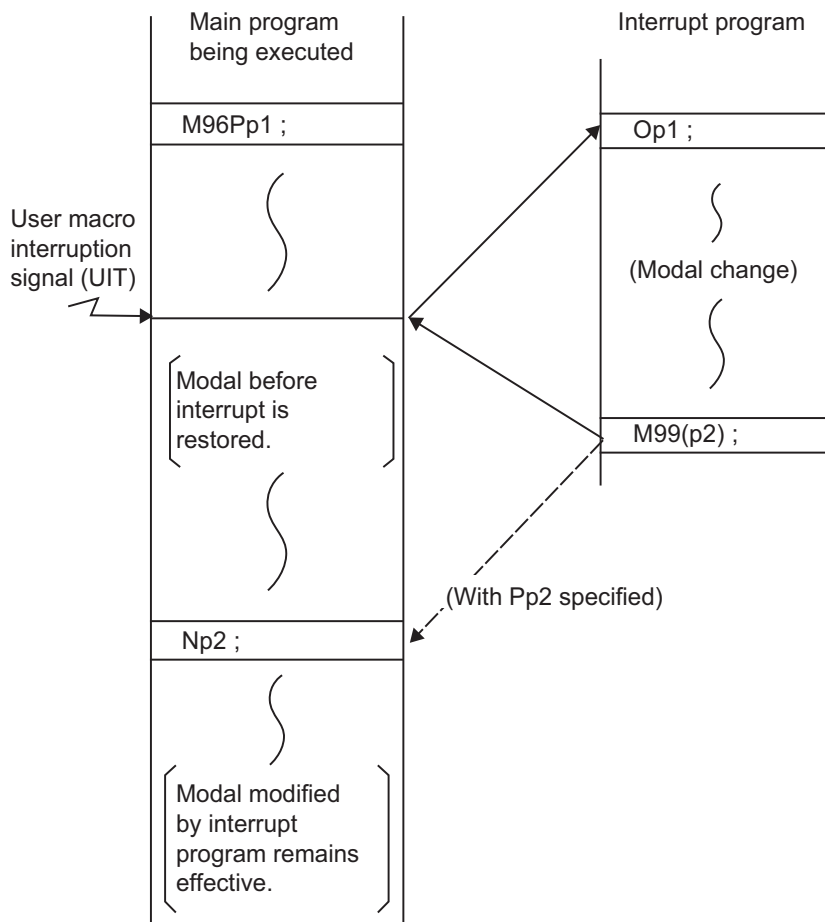 Main program
being executed
Interrupt program
M96Pp1 ;
Op1 ;
User macro
interruption
signal (UIT)
(Modal change)
Modal before
interrupt is
restored.
M99(p2) ;
(With Pp2 specified)
Np2 ;
Modal modified
by interrupt
program remains
effective.